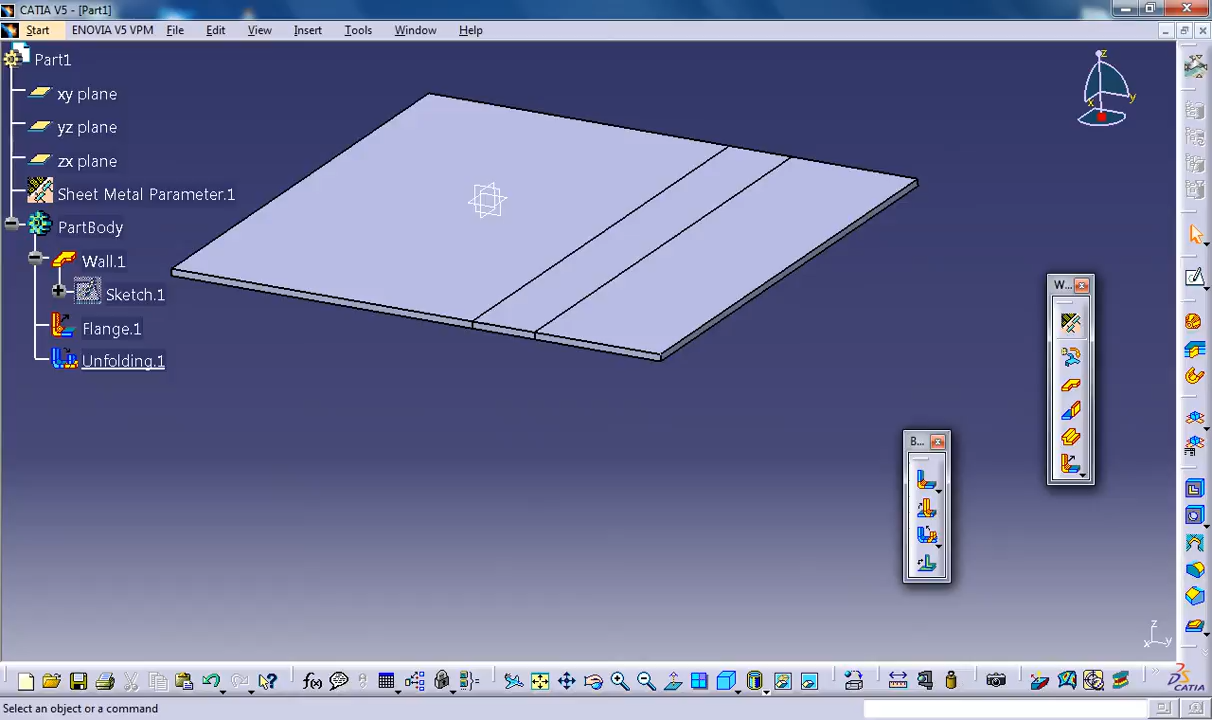 CATIA V5 - [Part1]
Start ENOVIA V5 VPM File Edit View Insert Tools Window Help
Part1
xy plane
yz plane
zx plane
Sheet Metal Parameter.1
PartBody
Wall.1
Sketch.1
Flange.1
Unfolding.1
z
y
x
W...
B...
z
x y
f(x)
CATIA
Select an object or a command